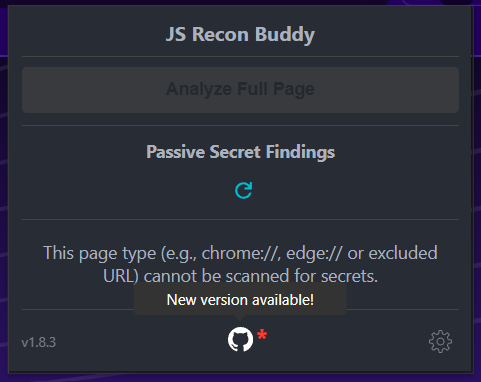 JS Recon Buddy
Analyze Full Page
Passive Secret Findings
This page type (e.g., chrome://, edge:// or excluded
URL) cannot be scanned for secrets.
New version available!
v1.8.3
*